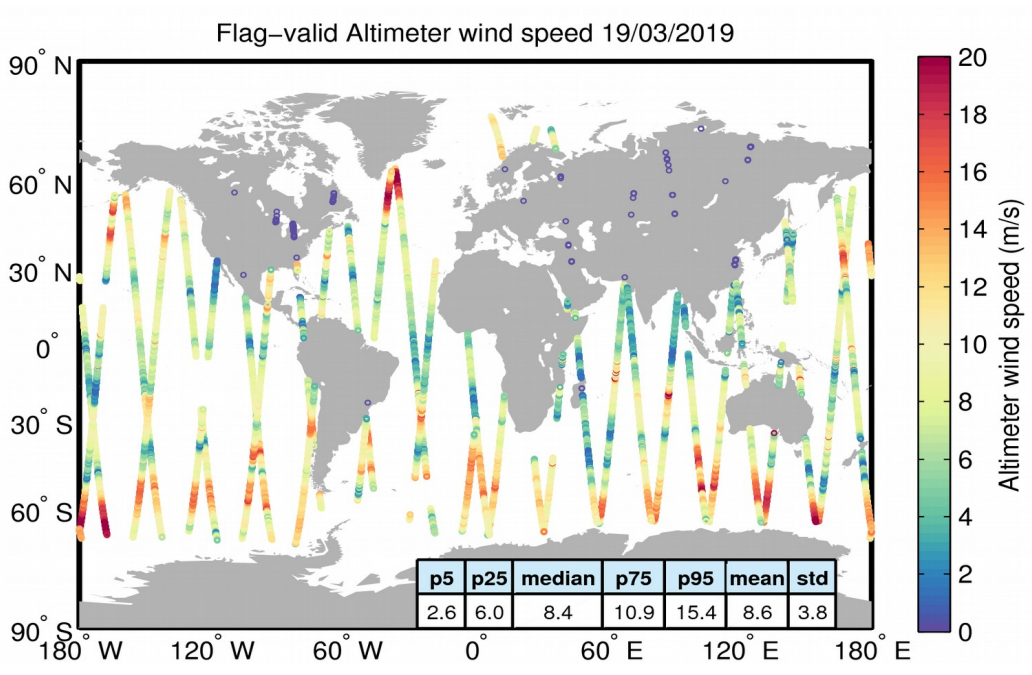 Flag−valid Altimeter wind speed 19/03/2019
90° N
60° N
30° N
0°
30° S
60° S
90° S
180° W
120° W
60° W
0°
60° E
120° E
180° E
p5 p25 median p75 p95 mean std
2.6 6.0 8.4 10.9 15.4 8.6 3.8
20
18
16
14
12
10
8
6
4
2
0
Altimeter wind speed (m/s)